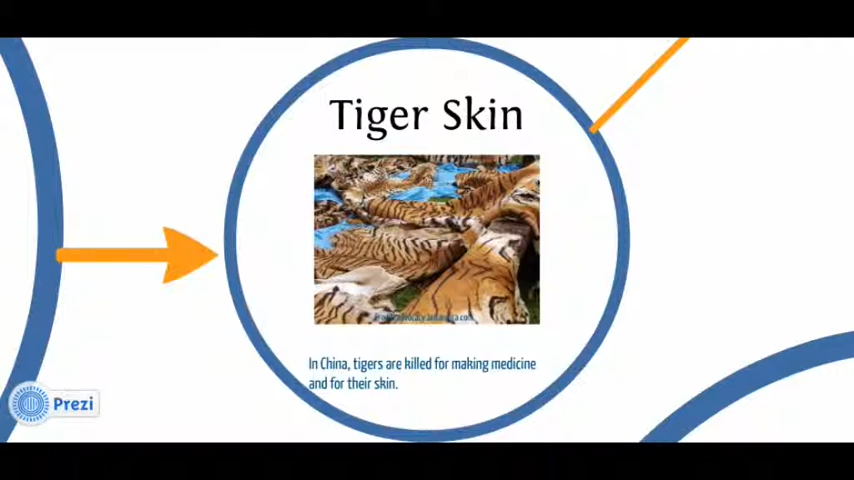 Tiger Skin
In China, tigers are killed for making medicine
and for their skin.
Prezi